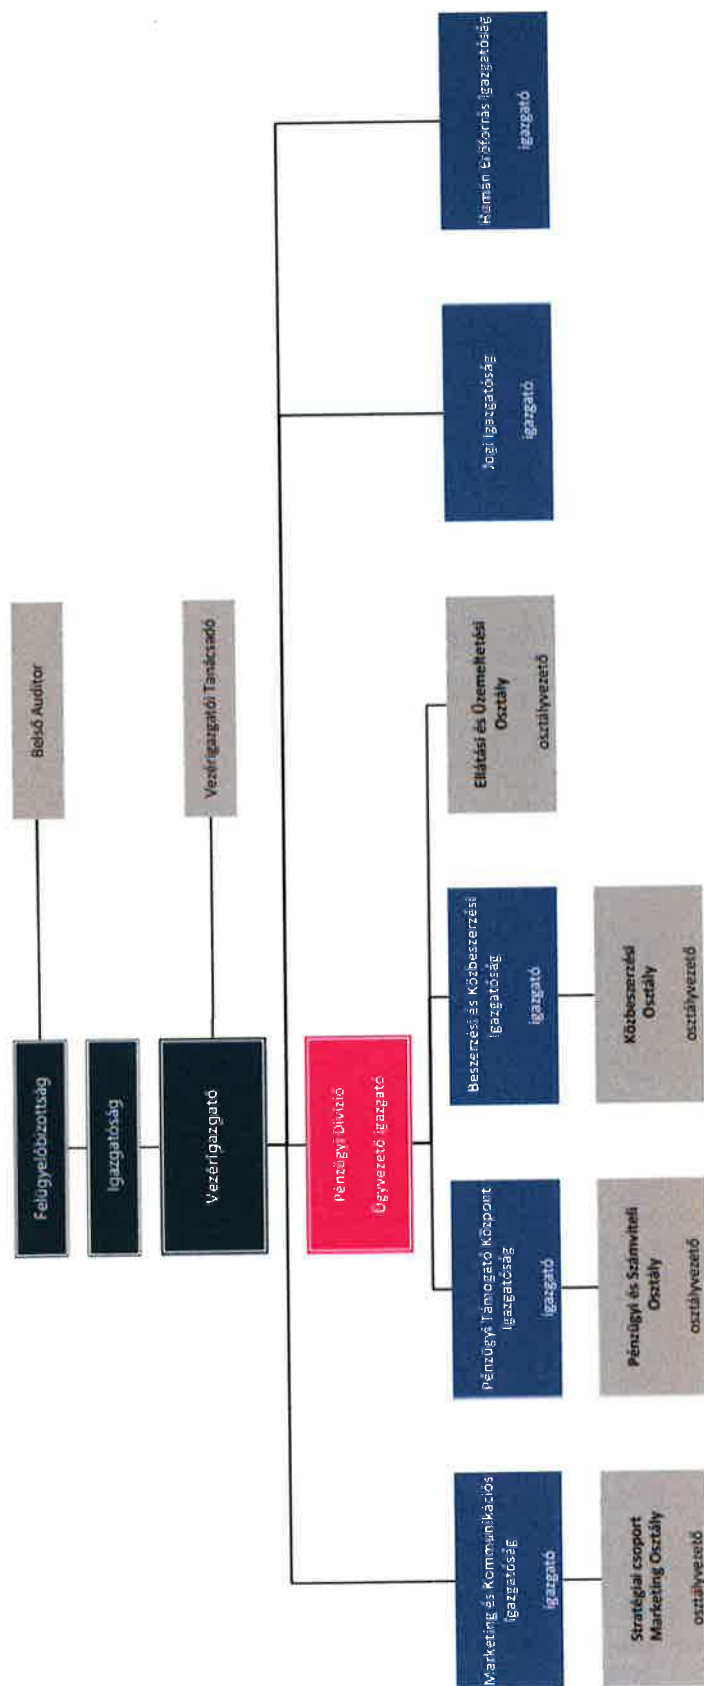 Felügyelőbizottság
Belső Auditor
Igazgatóság
Vezérigazgató
Vezérigazgatói Tanácsadó
Pénzügyi Divízió
Ügyvezető igazgató
Marketing és Kommunikációs
Igazgatóság
igazgató
Pénzügyi Támogató Központ
Igazgatóság
igazgató
Beszerzési és Közbeszerzési
Igazgatóság
igazgató
Ellátási és Üzemeltetési
Osztály
osztályvezető
Jogi igazgatóság
igazgató
Humán Erőforrás Igazgatóság
igazgató
Stratégiai csoport
Marketing Osztály
osztályvezető
Pénzügyi és Számviteli
Osztály
osztályvezető
Közbeszerzési
Osztály
osztályvezető